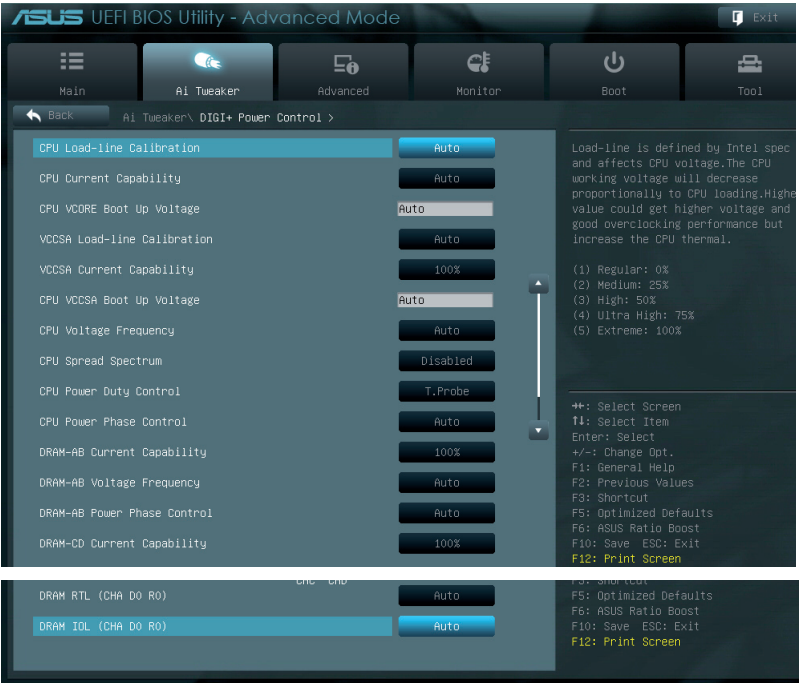 ASUS UEFI BIOS Utility - Advanced Mode
Exit
Main
Ai Tweaker
Advanced
Monitor
Boot
Tool
Back
Ai Tweaker\ DIGI+ Power Control >
CPU Load-line Calibration Auto
CPU Current Capability Auto
CPU VCORE Boot Up Voltage Auto
VCCSA Load-line Calibration Auto
VCCSA Current Capability 100%
CPU VCCSA Boot Up Voltage Auto
CPU Voltage Frequency Auto
CPU Spread Spectrum Disabled
CPU Power Duty Control T.Probe
CPU Power Phase Control Auto
DRAM-AB Current Capability 100%
DRAM-AB Voltage Frequency Auto
DRAM-AB Power Phase Control Auto
DRAM-CD Current Capability 100%
Load-line is defined by Intel spec
and affects CPU voltage.The CPU
working voltage will decrease
proportionally to CPU loading.Highe
value could get higher voltage and
good overclocking performance but
increase the CPU thermal.
(1) Regular: 0%
(2) Medium: 25%
(3) High: 50%
(4) Ultra High: 75%
(5) Extreme: 100%
→←: Select Screen
↑↓: Select Item
Enter: Select
+/-: Change Opt.
F1: General Help
F2: Previous Values
F3: Shortcut
F5: Optimized Defaults
F6: ASUS Ratio Boost
F10: Save ESC: Exit
F12: Print Screen
CHC CHD
DRAM RTL (CHA D0 R0) Auto
DRAM IOL (CHA D0 R0) Auto
F3: Shortcut
F5: Optimized Defaults
F6: ASUS Ratio Boost
F10: Save ESC: Exit
F12: Print Screen